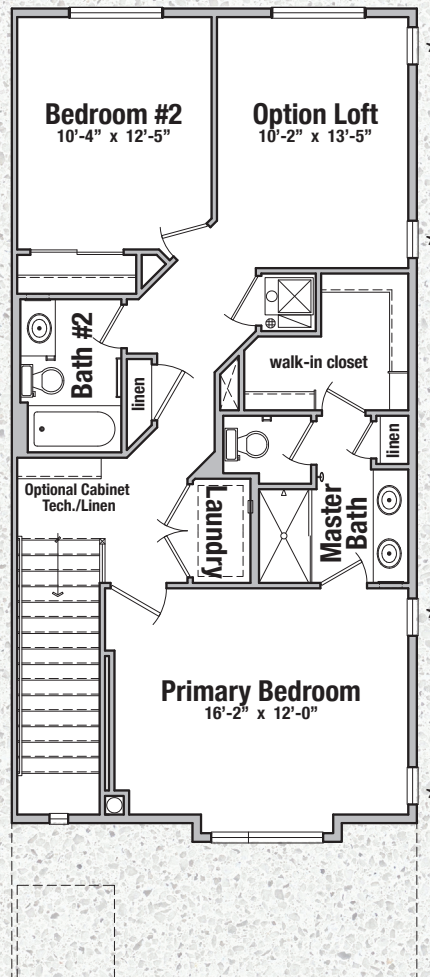 Bedroom #2
10’-4” x 12’-5”
Option Loft
10’-2” x 13’-5”
Bath #2
linen
walk-in closet
linen
Optional Cabinet
Tech./Linen
Laundry
Master
Bath
Primary Bedroom
16’-2” x 12’-0”